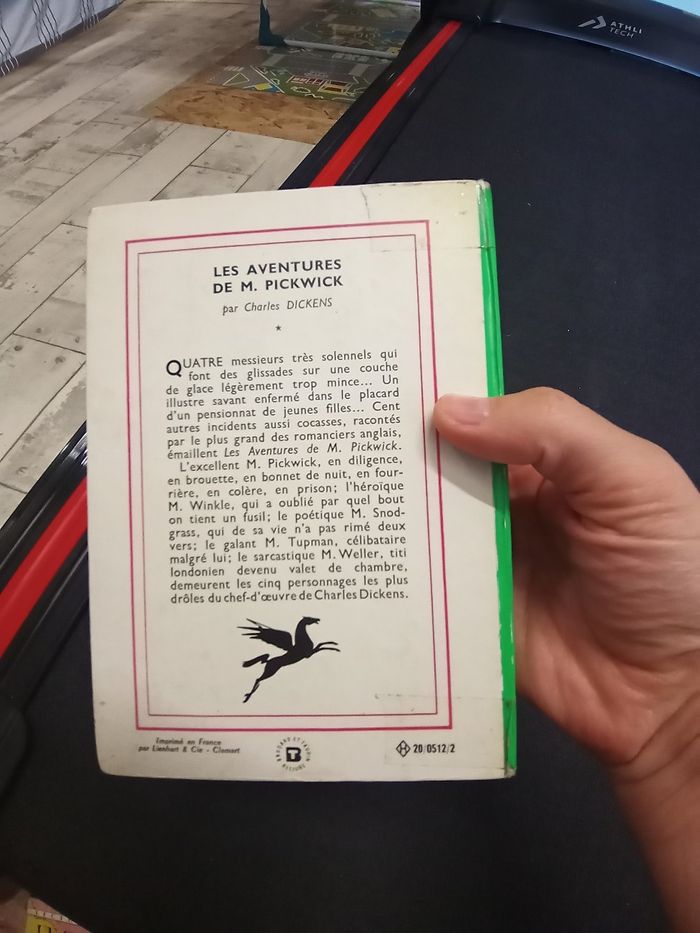 ATHLI
TECH
LES AVENTURES
DE M. PICKWICK
par Charles DICKENS
QUATRE messieurs très solennels qui
font des glissades sur une couche
de glace légèrement trop mince... Un
illustre savant enfermé dans le placard
d'un pensionnat de jeunes filles... Cent
autres incidents aussi cocasses, racontés
par le plus grand des romanciers anglais,
émaillent Les Aventures de M. Pickwick.
L'excellent M. Pickwick, en diligence,
en brouette, en bonnet de nuit, en four-
rière, en colère, en prison; l'héroïque
M. Winkle, qui a oublié par quel bout
on tient un fusil; le poétique M. Snod-
grass, qui de sa vie n'a pas rimé deux
vers; le galant M. Tupman, célibataire
malgré lui; le sarcastique M. Weller, titi
londonien devenu valet de chambre,
demeurent les cinq personnages les plus
drôles du chef-d'œuvre de Charles Dickens.
Imprimé en France
par Lienhart & Cie - Clamart
BRODARD ET TAUPIN
RELIURE
H 20/0512/2